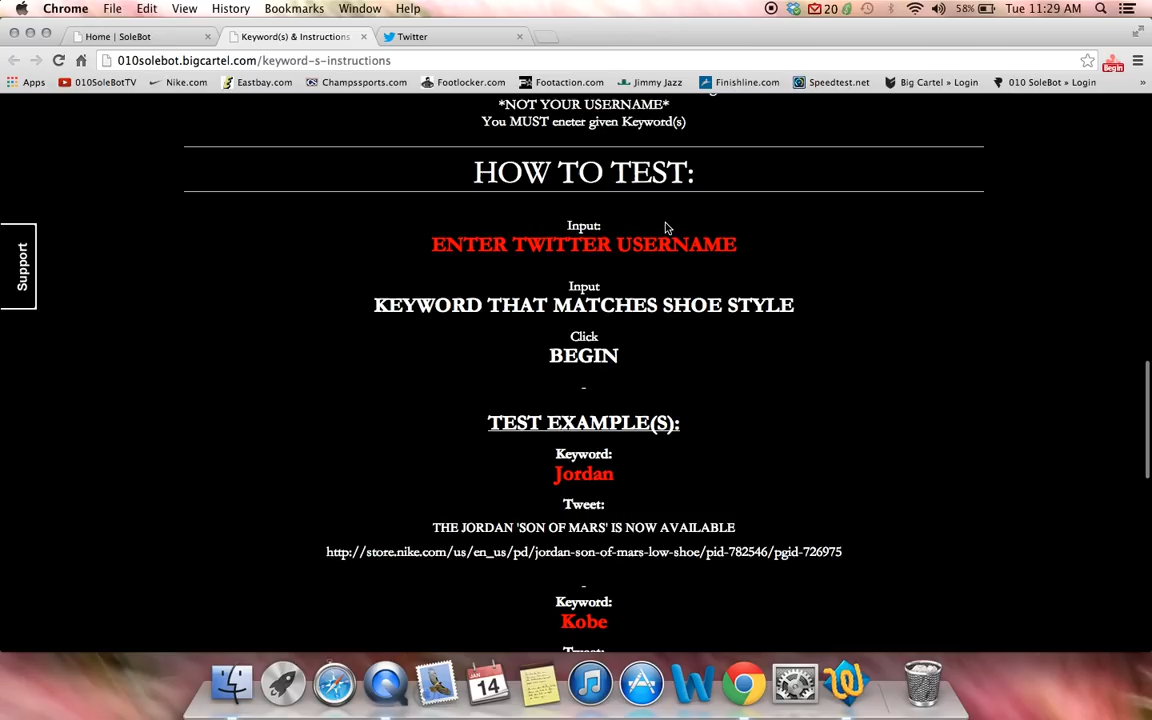 Chrome File Edit View History Bookmarks Window Help 20 58% Tue 11:29 AM
Home | SoleBot Keyword(s) & Instructions Twitter
010solebot.bigcartel.com/keyword-s-instructions Begin
Apps 010SoleBotTV Nike.com Eastbay.com Champssports.com Footlocker.com Footaction.com Jimmy Jazz Finishline.com Speedtest.net Big Cartel » Login 010 SoleBot » Login »
*NOT YOUR USERNAME*
You MUST eneter given Keyword(s)
HOW TO TEST:
Input:
ENTER TWITTER USERNAME
Support
Input
KEYWORD THAT MATCHES SHOE STYLE
Click
BEGIN
-
TEST EXAMPLE(S):
Keyword:
Jordan
Tweet:
THE JORDAN 'SON OF MARS' IS NOW AVAILABLE
http://store.nike.com/us/en_us/pd/jordan-son-of-mars-low-shoe/pid-782546/pgid-726975
-
Keyword:
Kobe
JAN
14